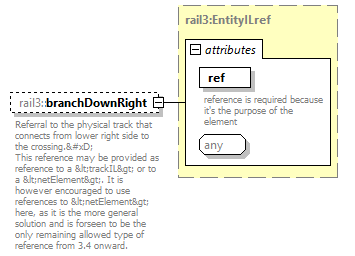 rail3:EntityILref
attributes
ref
reference is required because
it's the purpose of the
element
any
rail3:branchDownRight
Referral to the physical track that
connects from lower right side to
the crossing.&#xD;
This reference may be provided as
reference to a &lt;trackIL&gt; or to
a &lt;netElement&gt;. It is
however encouraged to use
references to &lt;netElement&gt;
here, as it is the more general
solution and is forseen to be the
only remaining allowed type of
reference from 3.4 onward.